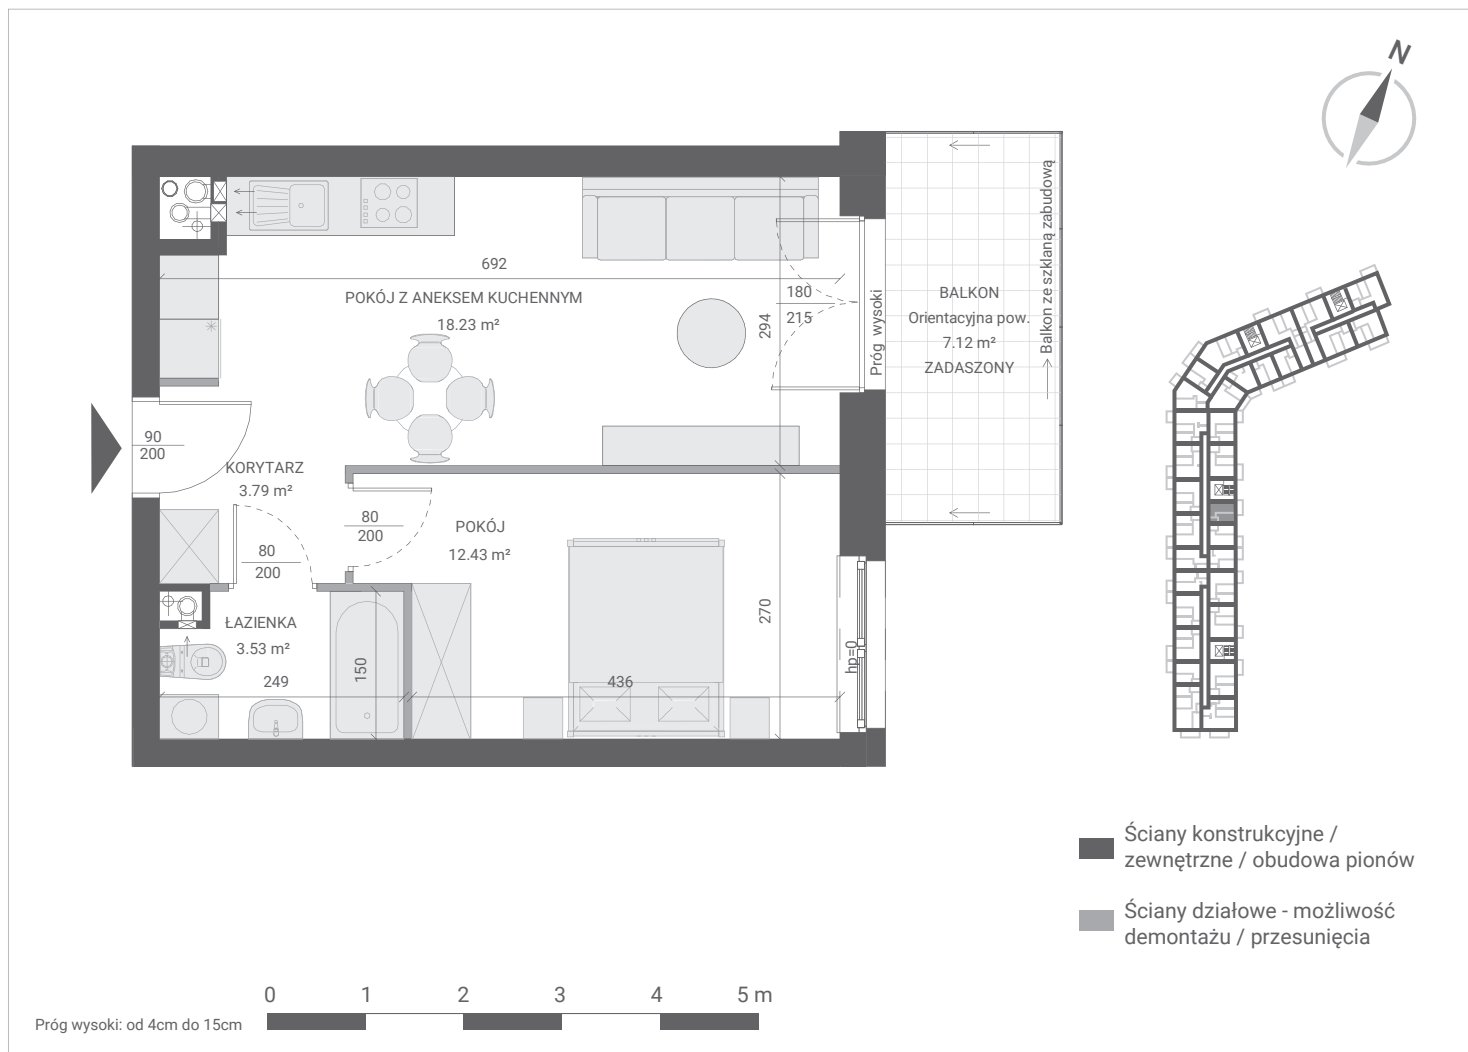 N
692
POKÓJ Z ANEKSEM KUCHENNYM
18.23 m²
294
180
215
Próg wysoki
BALKON
Orientacyjna pow.
7.12 m²
ZADASZONY
Balkon ze szklaną zabudową
90
200
KORYTARZ
3.79 m²
80
200
POKÓJ
12.43 m²
80
200
ŁAZIENKA
3.53 m²
249
150
436
270
hp=0
Ściany konstrukcyjne /
zewnętrzne / obudowa pionów
Ściany działowe - możliwość
demontażu / przesunięcia
0 1 2 3 4 5 m
Próg wysoki: od 4cm do 15cm